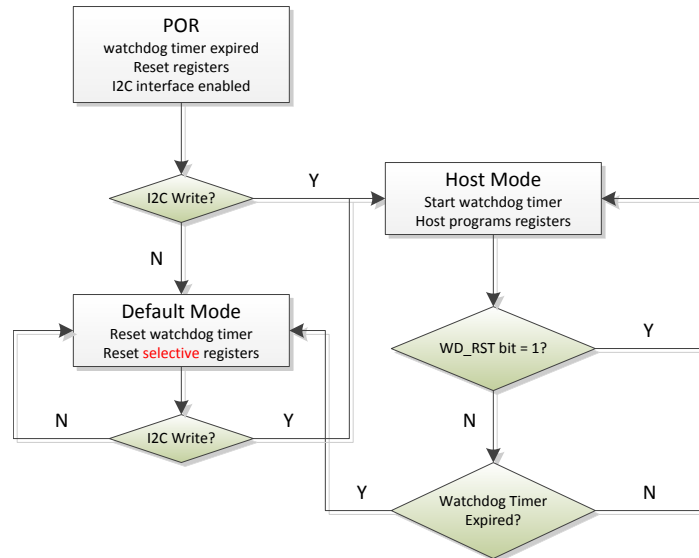 POR
watchdog timer expired
Reset registers
I2C interface enabled
I2C Write?
Y
N
Host Mode
Start watchdog timer
Host programs registers
Default Mode
Reset watchdog timer
Reset selective registers
WD_RST bit = 1?
Y
N
I2C Write?
N
Y
Watchdog Timer
Expired?
Y
N